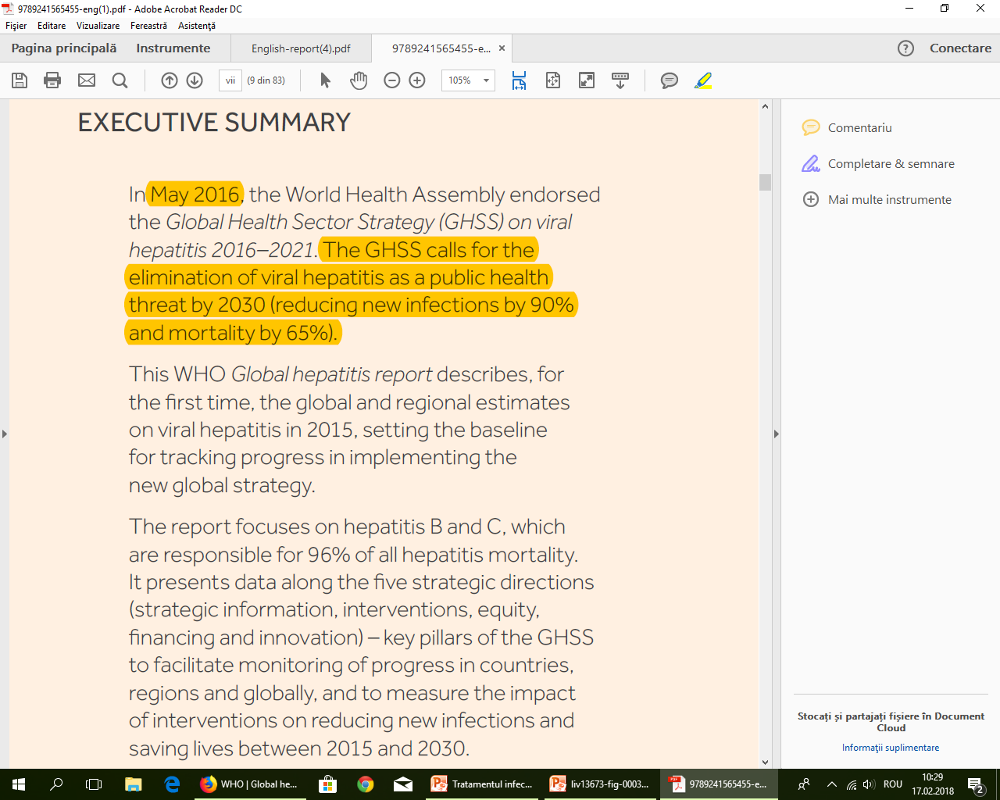 9789241565455-eng(1).pdf - Adobe Acrobat Reader DC
Fişier Editare Vizualizare Fereastră Asistenţă
Pagina principală Instrumente English-report(4).pdf 9789241565455-e... × ? Conectare
vii (9 din 83) 105%
EXECUTIVE SUMMARY
In May 2016, the World Health Assembly endorsed
the Global Health Sector Strategy (GHSS) on viral
hepatitis 2016–2021. The GHSS calls for the
elimination of viral hepatitis as a public health
threat by 2030 (reducing new infections by 90%
and mortality by 65%).
This WHO Global hepatitis report describes, for
the first time, the global and regional estimates
on viral hepatitis in 2015, setting the baseline
for tracking progress in implementing the
new global strategy.
The report focuses on hepatitis B and C, which
are responsible for 96% of all hepatitis mortality.
It presents data along the five strategic directions
(strategic information, interventions, equity,
financing and innovation) – key pillars of the GHSS
to facilitate monitoring of progress in countries,
regions and globally, and to measure the impact
of interventions on reducing new infections and
saving lives between 2015 and 2030.
Comentariu
Completare & semnare
Mai multe instrumente
Stocați și partajați fișiere în Document
Cloud
Informaţii suplimentare
WHO | Global he... Tratamentul infec... liv13673-fig-0003... 9789241565455-e... ROU 10:29
17.02.2018 2